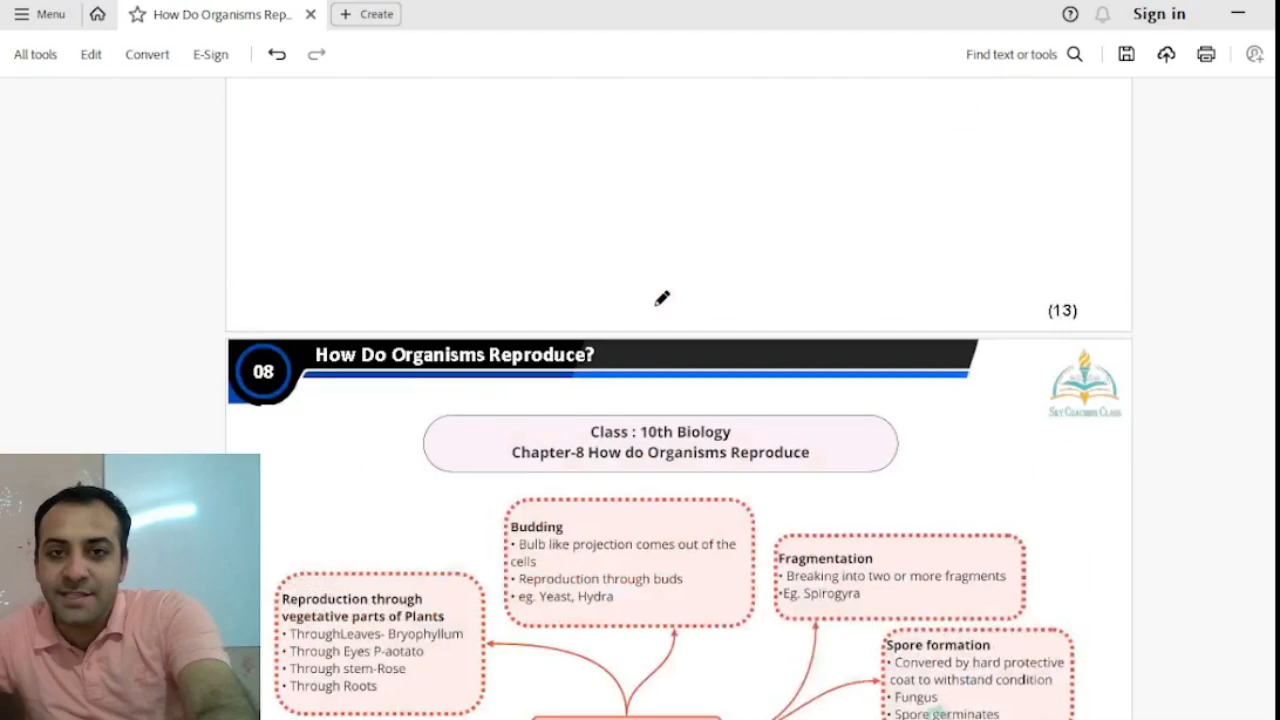 Menu
How Do Organisms Rep...
Create
Sign in
All tools
Edit
Convert
E-Sign
Find text or tools
(13)
08
How Do Organisms Reproduce?
SKY COACHING CLASS
Class : 10th Biology
Chapter-8 How do Organisms Reproduce
Budding
• Bulb like projection comes out of the
cells
• Reproduction through buds
• eg. Yeast, Hydra
Fragmentation
• Breaking into two or more fragments
•Eg. Spirogyra
Reproduction through
vegetative parts of Plants
• ThroughLeaves- Bryophyllum
• Through Eyes P-aotato
• Through stem-Rose
• Through Roots
Spore formation
• Convered by hard protective
coat to withstand condition
• Fungus
• Spore germinates